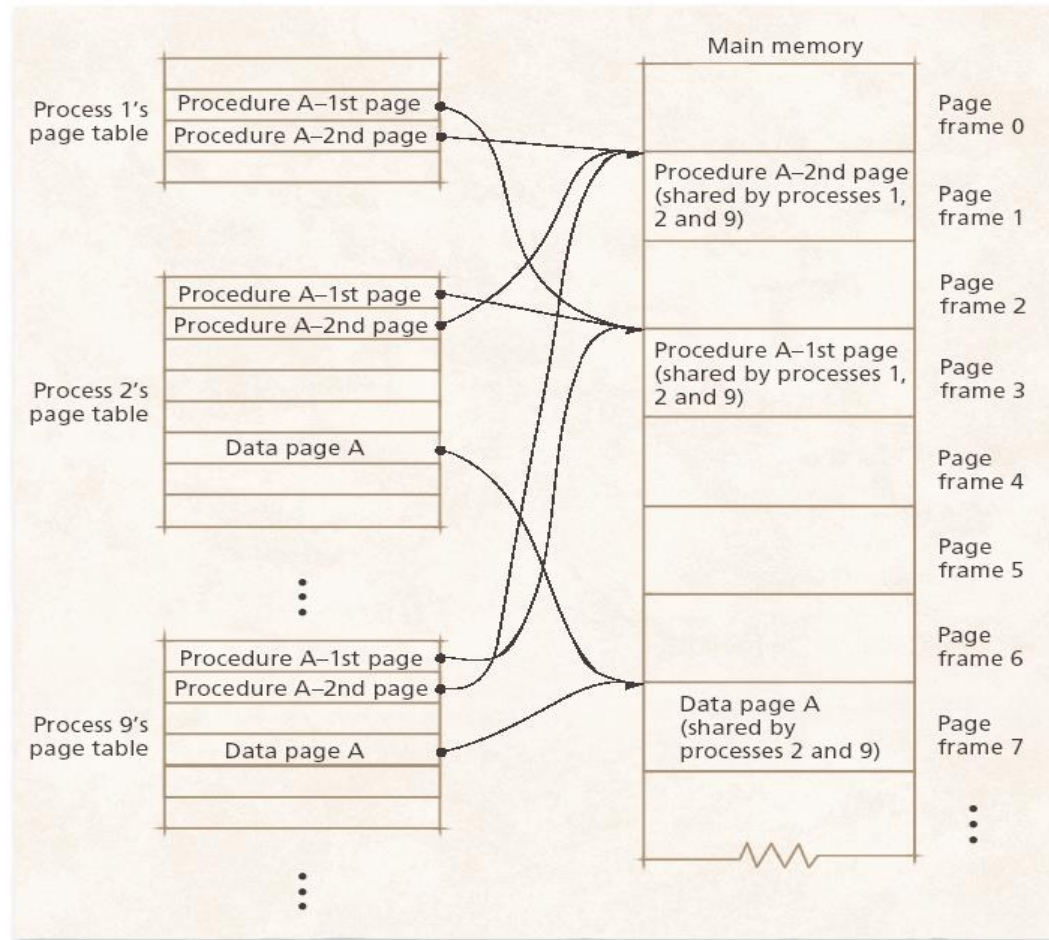 Process 1's
page table
Procedure A–1st page
Procedure A–2nd page
Process 2's
page table
Procedure A–1st page
Procedure A–2nd page
Data page A
Process 9's
page table
Procedure A–1st page
Procedure A–2nd page
Data page A
Main memory
Page
frame 0
Procedure A–2nd page
(shared by processes 1,
2 and 9)
Page
frame 1
Page
frame 2
Procedure A–1st page
(shared by processes 1,
2 and 9)
Page
frame 3
Page
frame 4
Page
frame 5
Page
frame 6
Data page A
(shared by
processes 2 and 9)
Page
frame 7